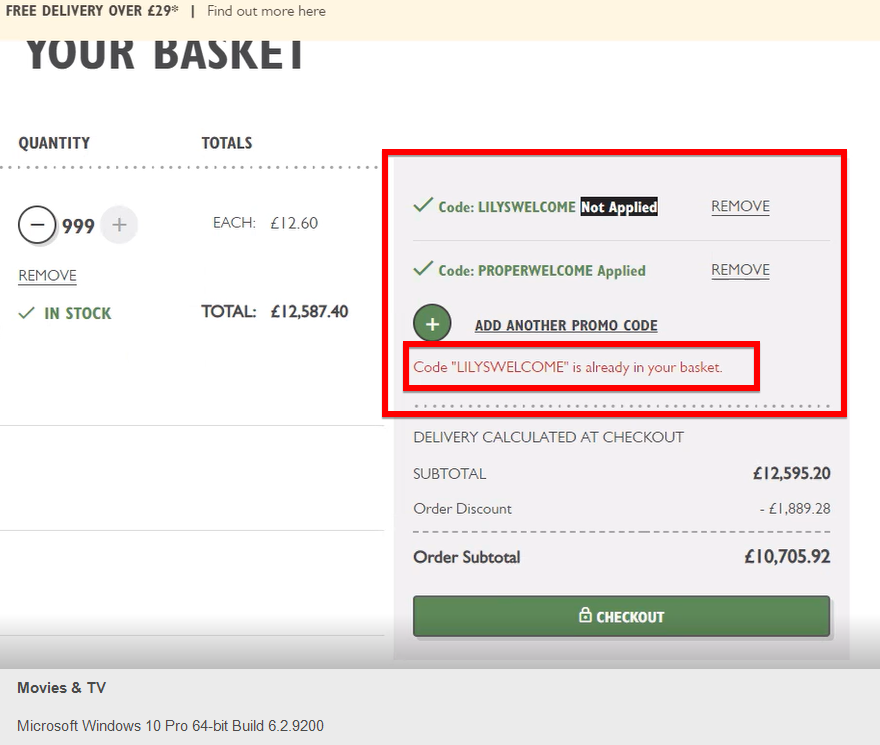 FREE DELIVERY OVER £29* | Find out more here
YOUR BASKET
QUANTITY TOTALS
− 999 + EACH: £12.60
REMOVE
IN STOCK TOTAL: £12,587.40
Code: LILYSWELCOME Not Applied REMOVE
Code: PROPERWELCOME Applied REMOVE
+ ADD ANOTHER PROMO CODE
Code "LILYSWELCOME" is already in your basket.
DELIVERY CALCULATED AT CHECKOUT
SUBTOTAL £12,595.20
Order Discount - £1,889.28
Order Subtotal £10,705.92
CHECKOUT
Movies & TV
Microsoft Windows 10 Pro 64-bit Build 6.2.9200